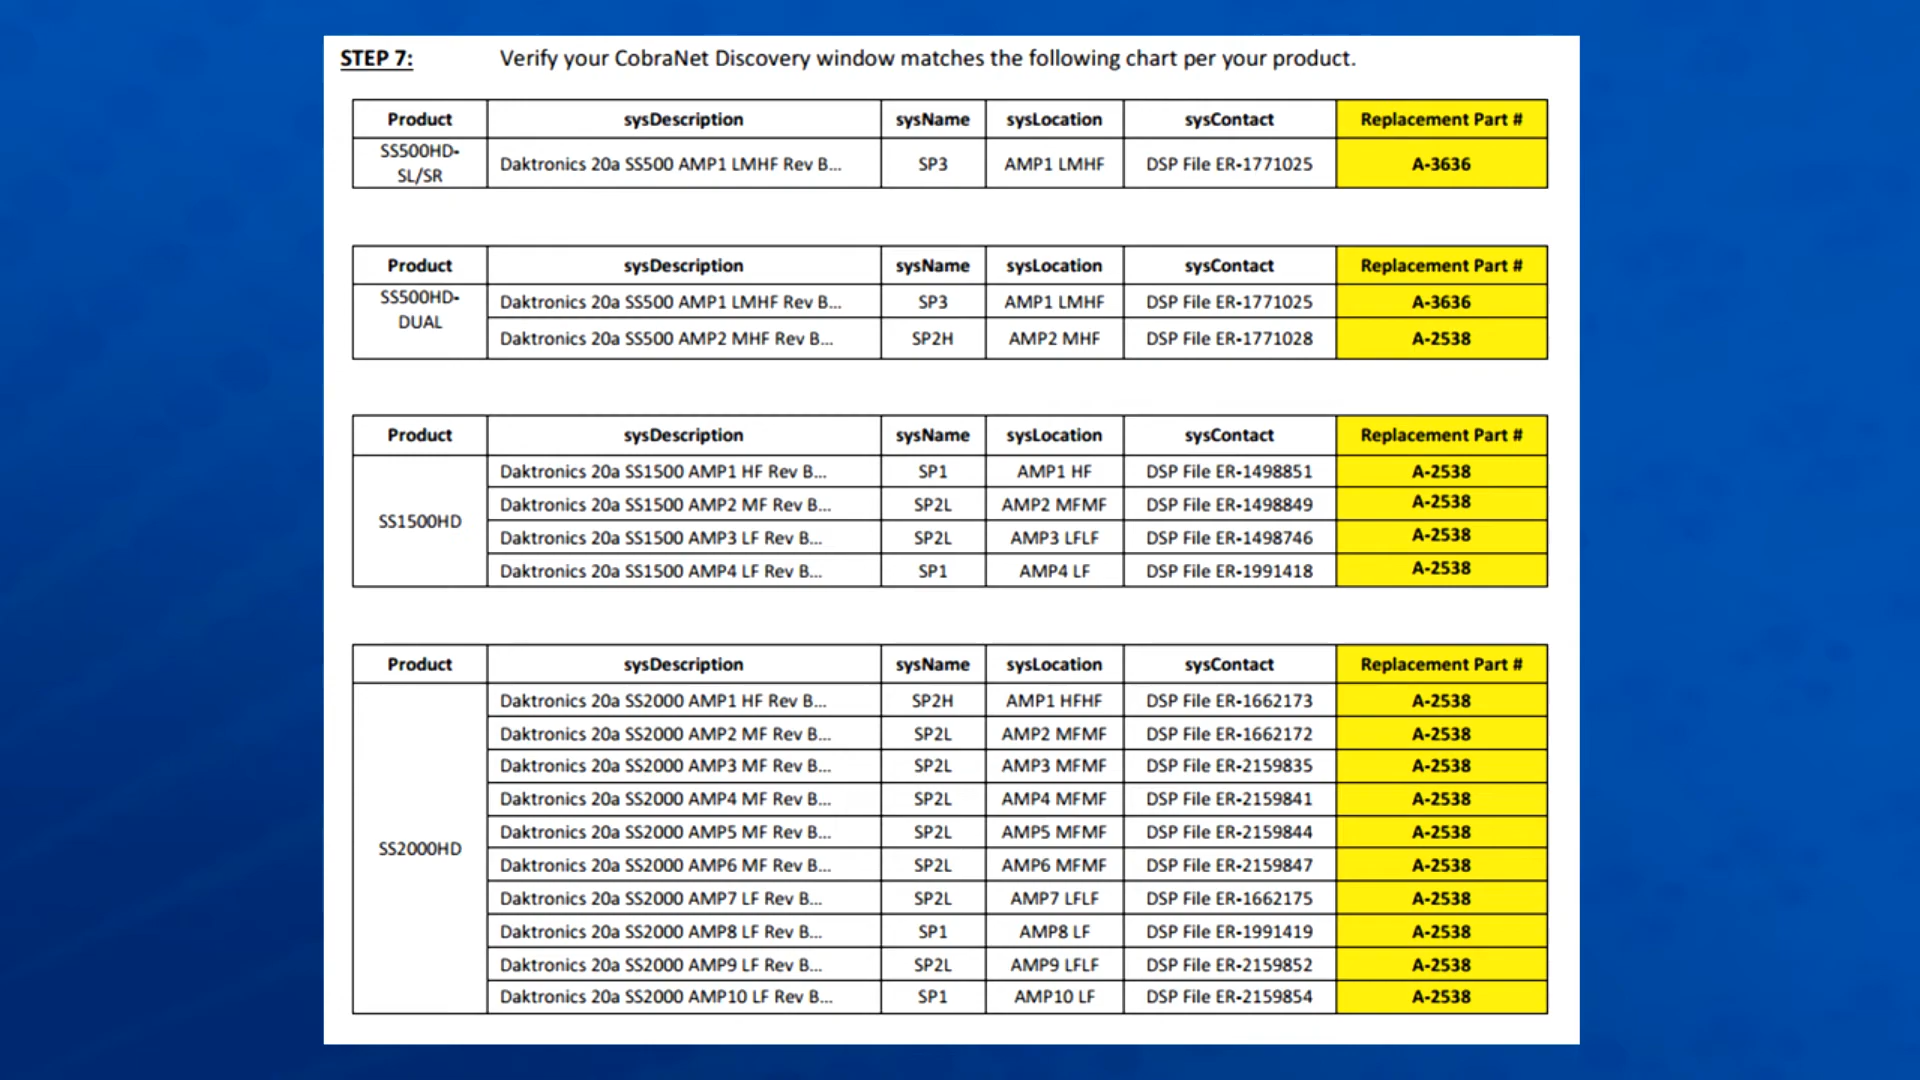 STEP 7: Verify your CobraNet Discovery window matches the following chart per your product.
Product sysDescription sysName sysLocation sysContact Replacement Part #
SS500HD-
SL/SR Daktronics 20a SS500 AMP1 LMHF Rev B... SP3 AMP1 LMHF DSP File ER-1771025 A-3636
Product sysDescription sysName sysLocation sysContact Replacement Part #
SS500HD-
DUAL
Daktronics 20a SS500 AMP1 LMHF Rev B... SP3 AMP1 LMHF DSP File ER-1771025 A-3636
Daktronics 20a SS500 AMP2 MHF Rev B... SP2H AMP2 MHF DSP File ER-1771028 A-2538
Product sysDescription sysName sysLocation sysContact Replacement Part #
SS1500HD
Daktronics 20a SS1500 AMP1 HF Rev B... SP1 AMP1 HF DSP File ER-1498851 A-2538
Daktronics 20a SS1500 AMP2 MF Rev B... SP2L AMP2 MFMF DSP File ER-1498849 A-2538
Daktronics 20a SS1500 AMP3 LF Rev B... SP2L AMP3 LFLF DSP File ER-1498746 A-2538
Daktronics 20a SS1500 AMP4 LF Rev B... SP1 AMP4 LF DSP File ER-1991418 A-2538
Product sysDescription sysName sysLocation sysContact Replacement Part #
SS2000HD
Daktronics 20a SS2000 AMP1 HF Rev B... SP2H AMP1 HFHF DSP File ER-1662173 A-2538
Daktronics 20a SS2000 AMP2 MF Rev B... SP2L AMP2 MFMF DSP File ER-1662172 A-2538
Daktronics 20a SS2000 AMP3 MF Rev B... SP2L AMP3 MFMF DSP File ER-2159835 A-2538
Daktronics 20a SS2000 AMP4 MF Rev B... SP2L AMP4 MFMF DSP File ER-2159841 A-2538
Daktronics 20a SS2000 AMP5 MF Rev B... SP2L AMP5 MFMF DSP File ER-2159844 A-2538
Daktronics 20a SS2000 AMP6 MF Rev B... SP2L AMP6 MFMF DSP File ER-2159847 A-2538
Daktronics 20a SS2000 AMP7 LF Rev B... SP2L AMP7 LFLF DSP File ER-1662175 A-2538
Daktronics 20a SS2000 AMP8 LF Rev B... SP1 AMP8 LF DSP File ER-1991419 A-2538
Daktronics 20a SS2000 AMP9 LF Rev B... SP2L AMP9 LFLF DSP File ER-2159852 A-2538
Daktronics 20a SS2000 AMP10 LF Rev B... SP1 AMP10 LF DSP File ER-2159854 A-2538